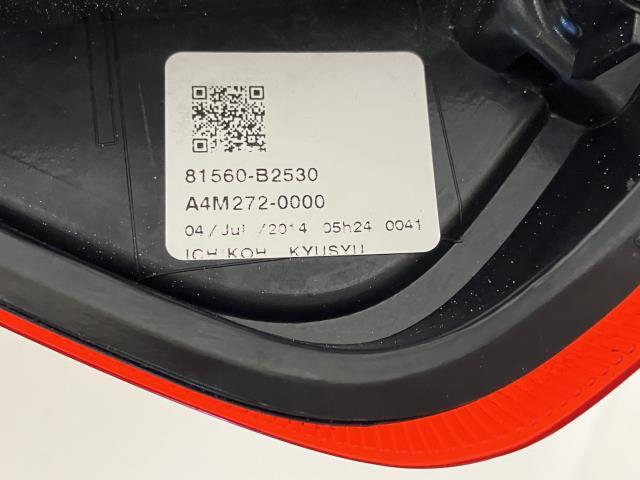 81560-B2530
A4M272-0000
04/Jul /2014 05h24 0041
ICHIKOH KYUSYU